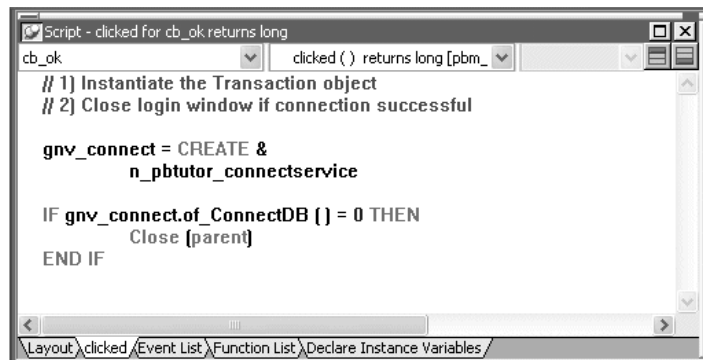 Script - clicked for cb_ok returns long
cb_ok clicked ( ) returns long [pbm_
// 1) Instantiate the Transaction object
// 2) Close login window if connection successful
gnv_connect = CREATE &
n_pbtutor_connectservice
IF gnv_connect.of_ConnectDB ( ) = 0 THEN
Close (parent)
END IF
Layout clicked Event List Function List Declare Instance Variables